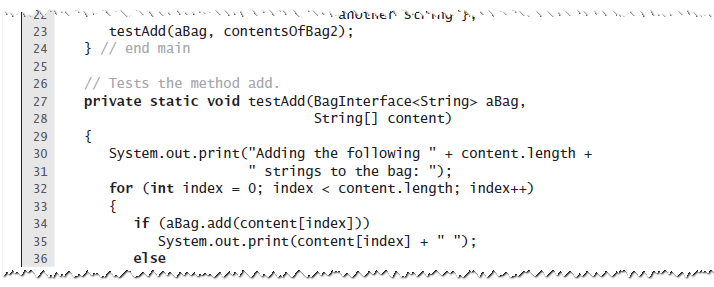 23 testAdd(aBag, contentsOfBag2);
24 } // end main
25
26 // Tests the method add.
27 private static void testAdd(BagInterface<String> aBag,
28 String[] content)
29 {
30 System.out.print("Adding the following " + content.length +
31 " strings to the bag: ");
32 for (int index = 0; index < content.length; index++)
33 {
34 if (aBag.add(content[index]))
35 System.out.print(content[index] + " ");
36 else